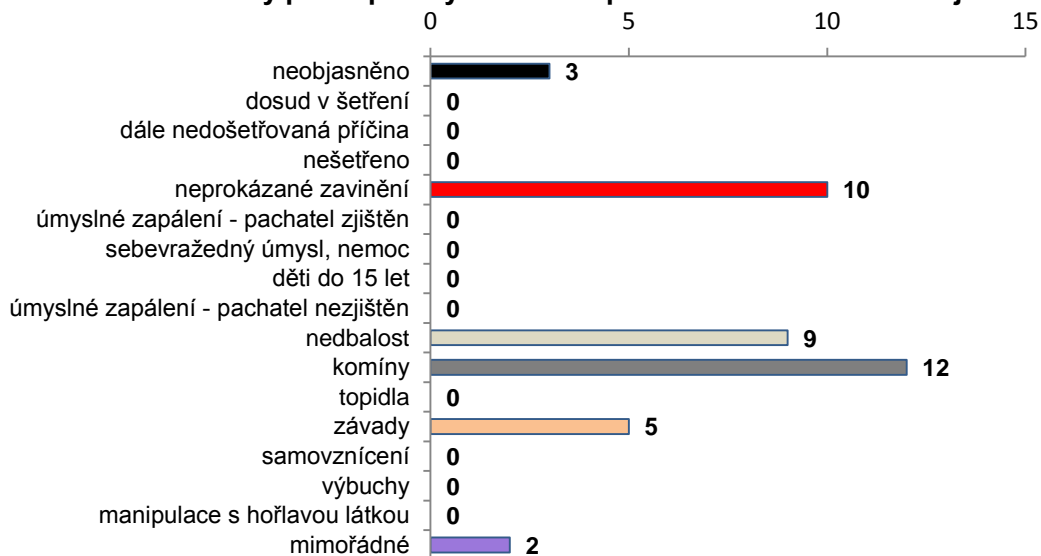 0 5 10 15
neobjasněno 3
dosud v šetření 0
dále nedošetřovaná příčina 0
nešetřeno 0
neprokázané zavinění 10
úmyslné zapálení - pachatel zjištěn 0
sebevražedný úmysl, nemoc 0
děti do 15 let 0
úmyslné zapálení - pachatel nezjištěn 0
nedbalost 9
komíny 12
topidla 0
závady 5
samovznícení 0
výbuchy 0
manipulace s hořlavou látkou 0
mimořádné 2